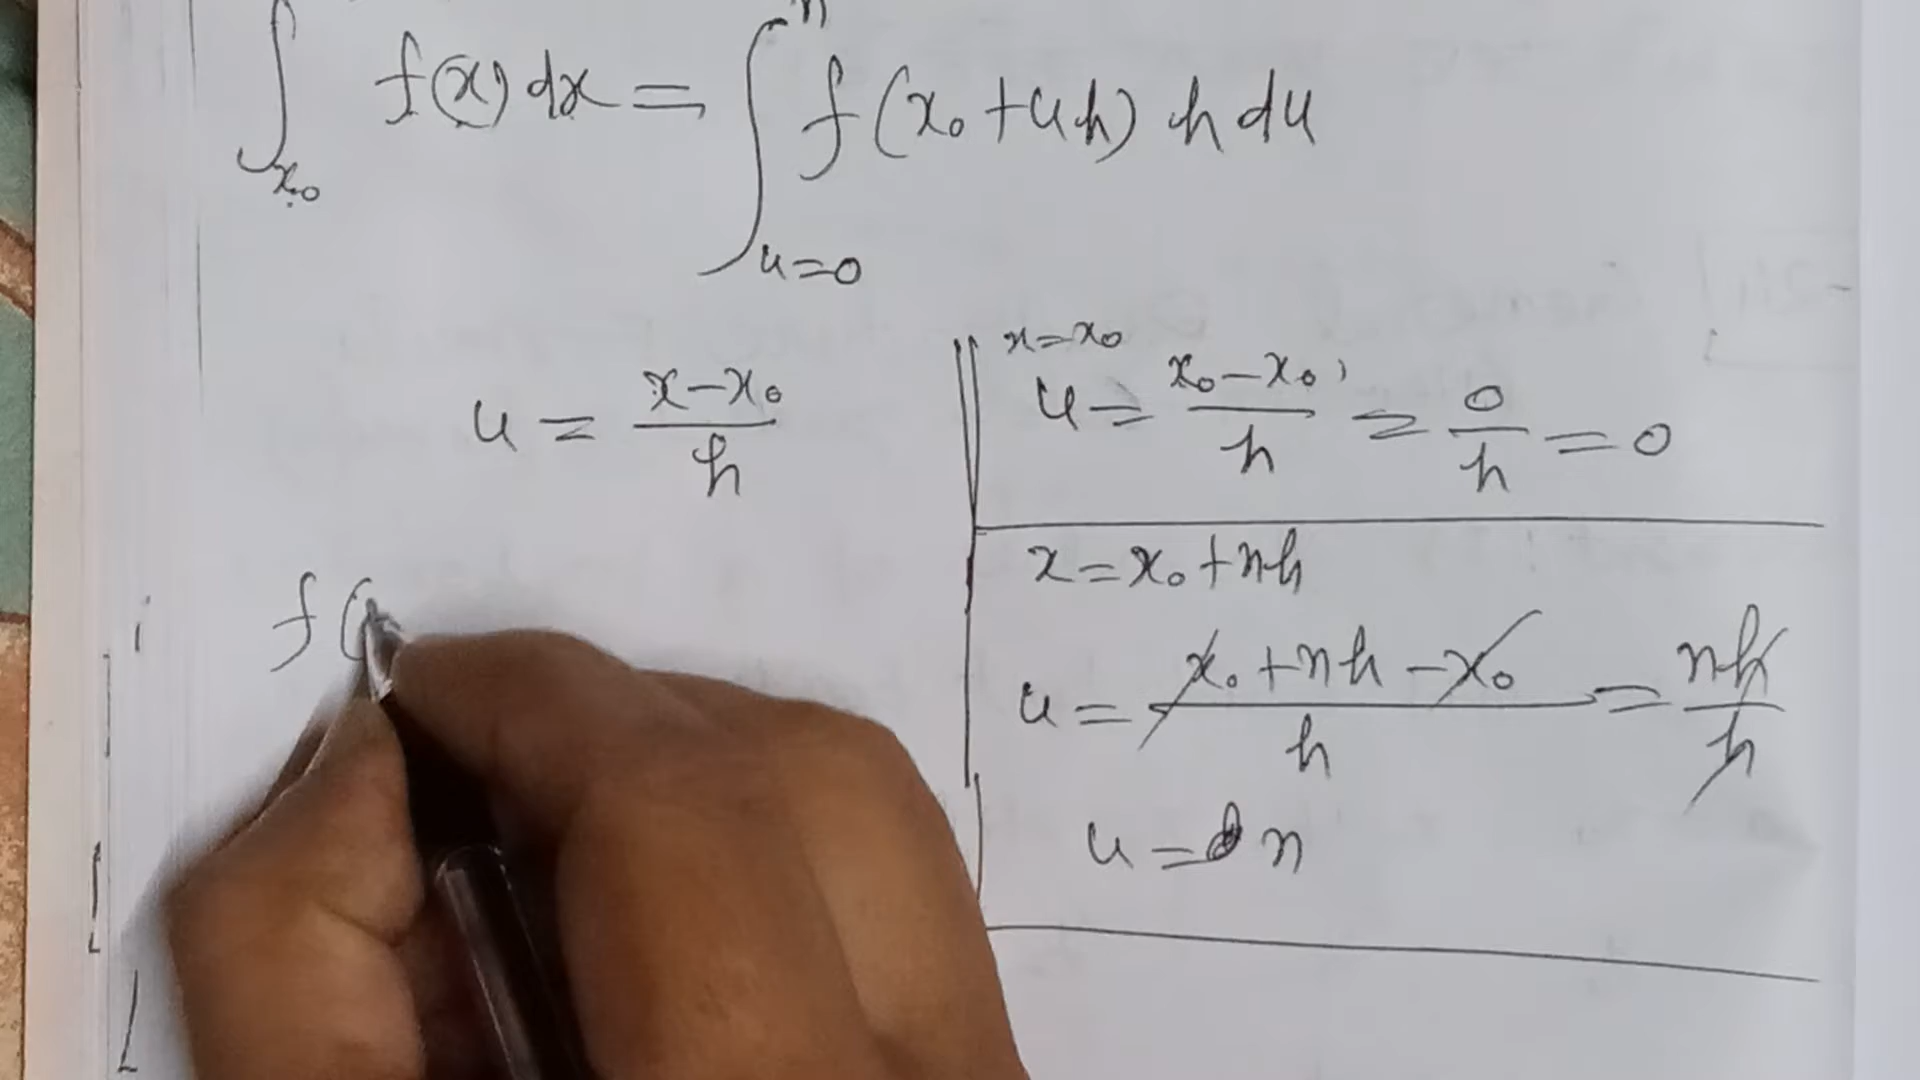 ∫x₀ f(x) dx = ∫u=0 n f(x₀+uh) h du
u = (x-x₀)/h
x=x₀
u = (x₀-x₀)/h = 0/h = 0
x = x₀+nh
u = (x₀+nh-x₀)/h = nh/h
u = n
f(